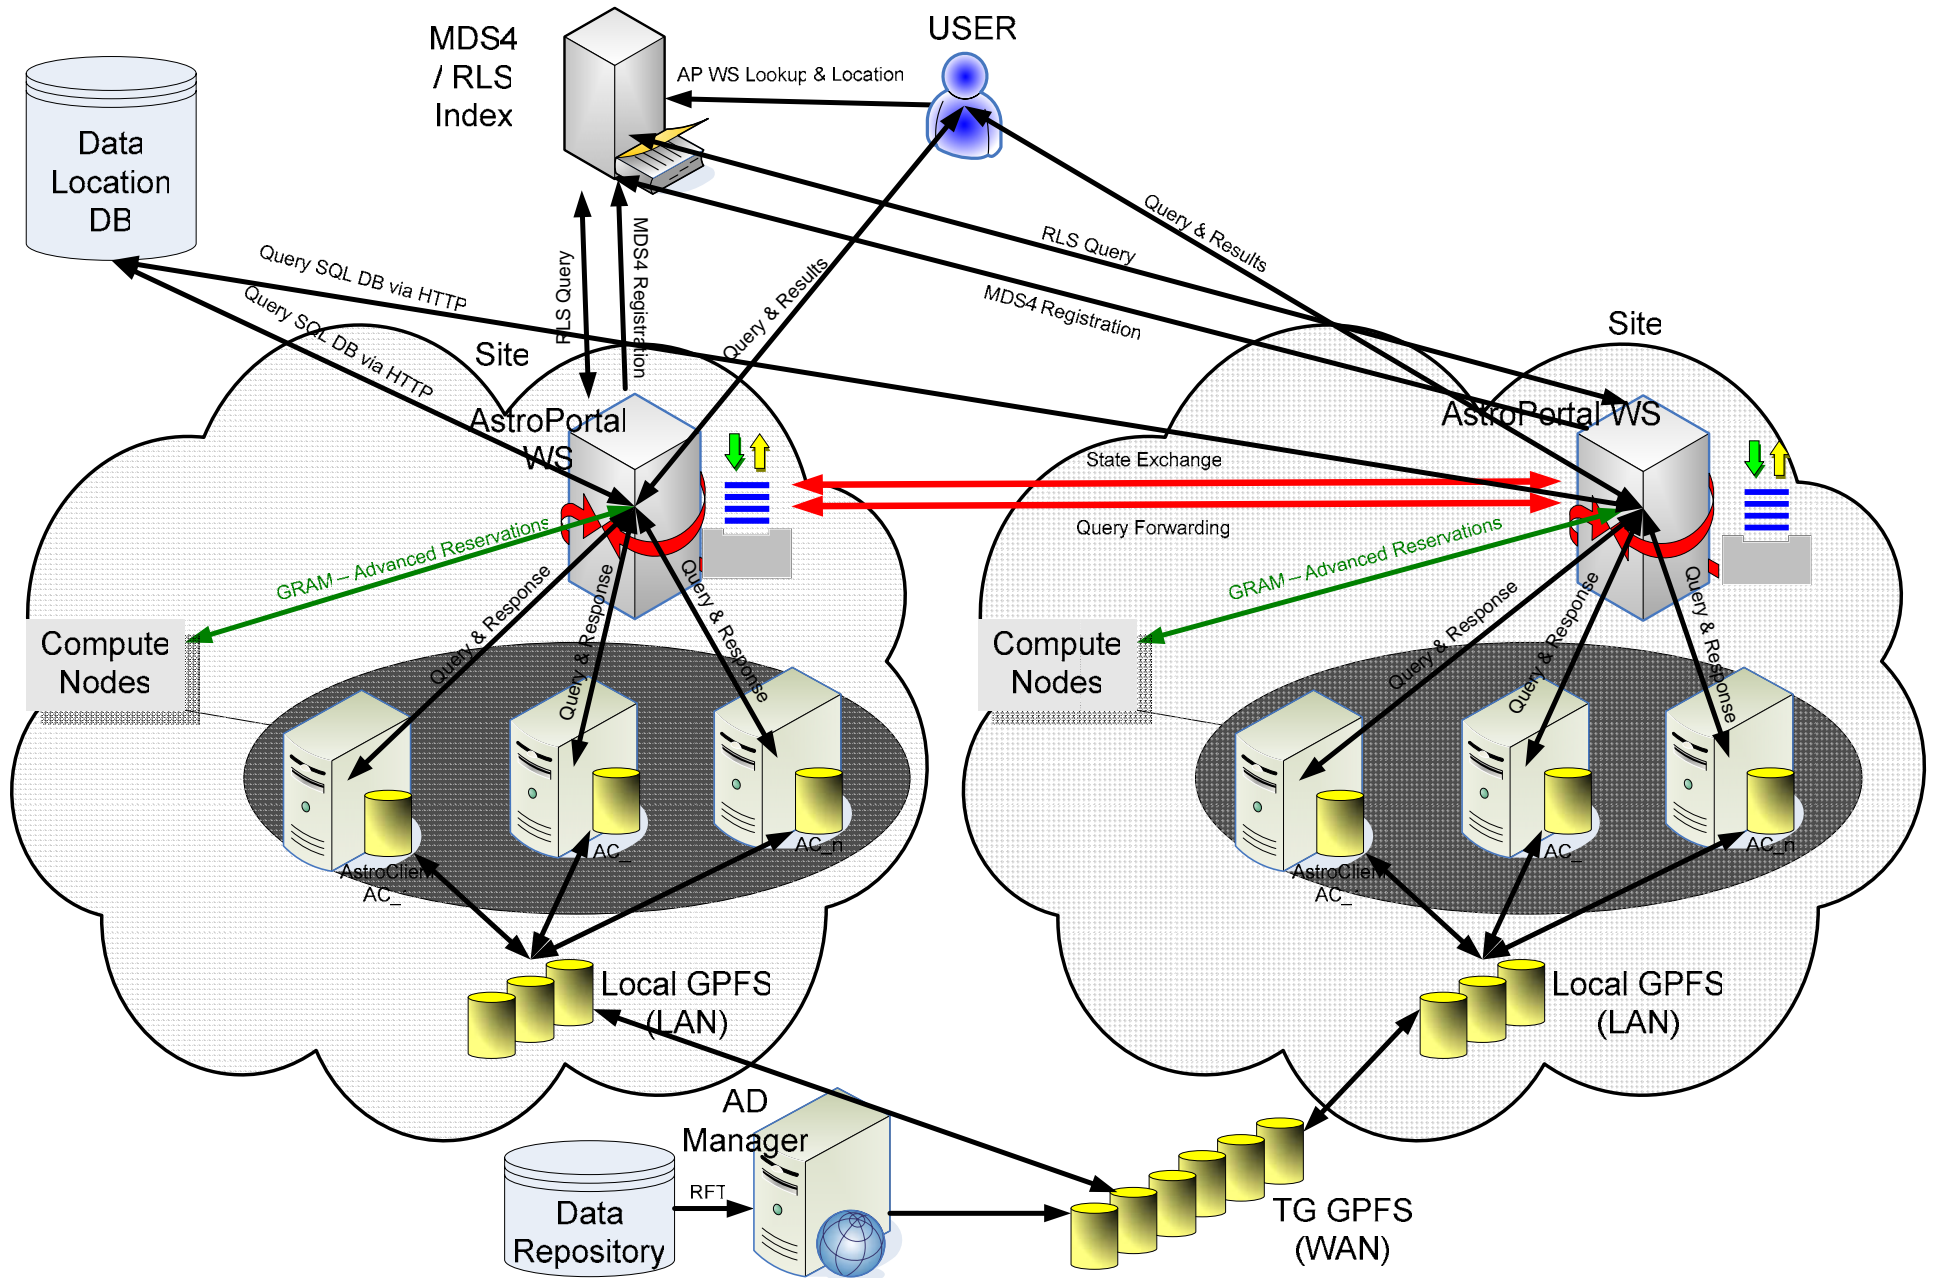 USER
MDS4
/ RLS
Index
AP WS Lookup & Location
Data
Location
DB
Query SQL DB via HTTP
Query SQL DB via HTTP
RLS Query
MDS4 Registration
Query & Results
Query & Results
RLS Query
MDS4 Registration
Site
Site
AstroPortal
WS
AstroPortal WS
State Exchange
Query Forwarding
GRAM – Advanced Reservations
GRAM – Advanced Reservations
Query & Response
Query & Response
Query & Response
Query & Response
Query & Response
Query & Response
Compute
Nodes
Compute
Nodes
AstroClien
AC_
AC_
AC_n
AstroClien
AC_
AC_
AC_n
Local GPFS
(LAN)
Local GPFS
(LAN)
AD
Manager
RFT
Data
Repository
TG GPFS
(WAN)